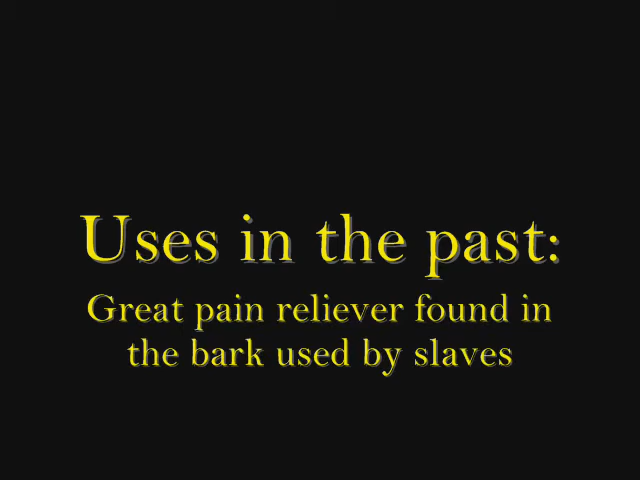 Uses in the past:
Great pain reliever found in
the bark used by slaves